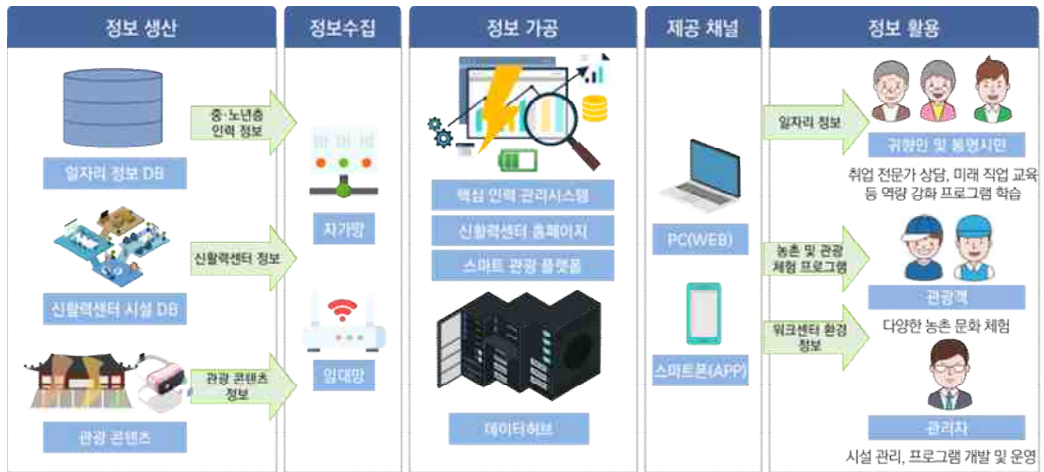 정보 생산
정보수집
정보 가공
제공 채널
정보 활용
일자리 정보 DB
신활력센터 시설 DB
관광 콘텐츠
중·노년층
인력 정보
신활력센터 정보
관광 콘텐츠
정보
자가망
임대망
핵심 인력 관리시스템
신활력센터 홈페이지
스마트 관광 플랫폼
데이터허브
PC(WEB)
스마트폰(APP)
일자리 정보
농촌 및 관광
체험 프로그램
워크센터 환경
정보
귀향인 및
취업 전문가 상담, 미래 직업 교육
등 역량 강화 프로그램 학습
관광객
다양한 농촌 문화 체험
관리자
시설 관리, 프로그램 개발 및 운영